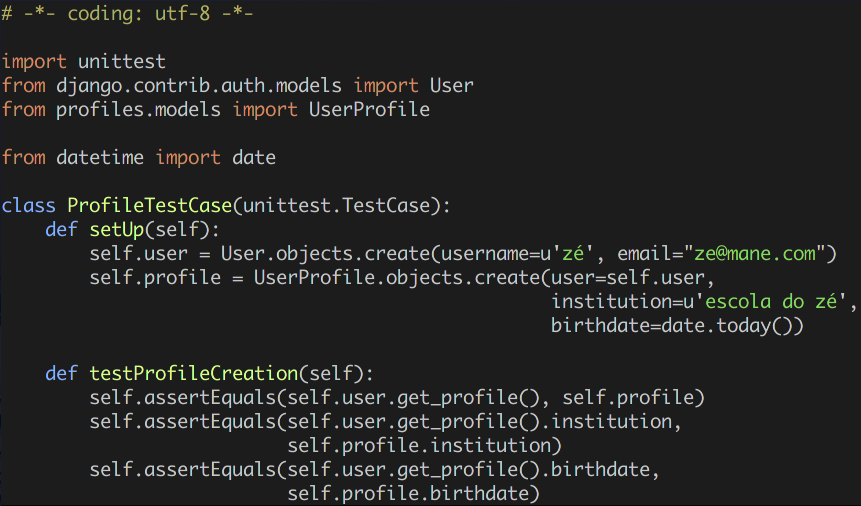 # -*- coding: utf-8 -*-

import unittest
from django.contrib.auth.models import User
from profiles.models import UserProfile

from datetime import date

class ProfileTestCase(unittest.TestCase):
    def setUp(self):
        self.user = User.objects.create(username=u'zé', email="ze@mane.com")
        self.profile = UserProfile.objects.create(user=self.user,
                                                  institution=u'escola do zé',
                                                  birthdate=date.today())

    def testProfileCreation(self):
        self.assertEquals(self.user.get_profile(), self.profile)
        self.assertEquals(self.user.get_profile().institution,
                          self.profile.institution)
        self.assertEquals(self.user.get_profile().birthdate,
                          self.profile.birthdate)